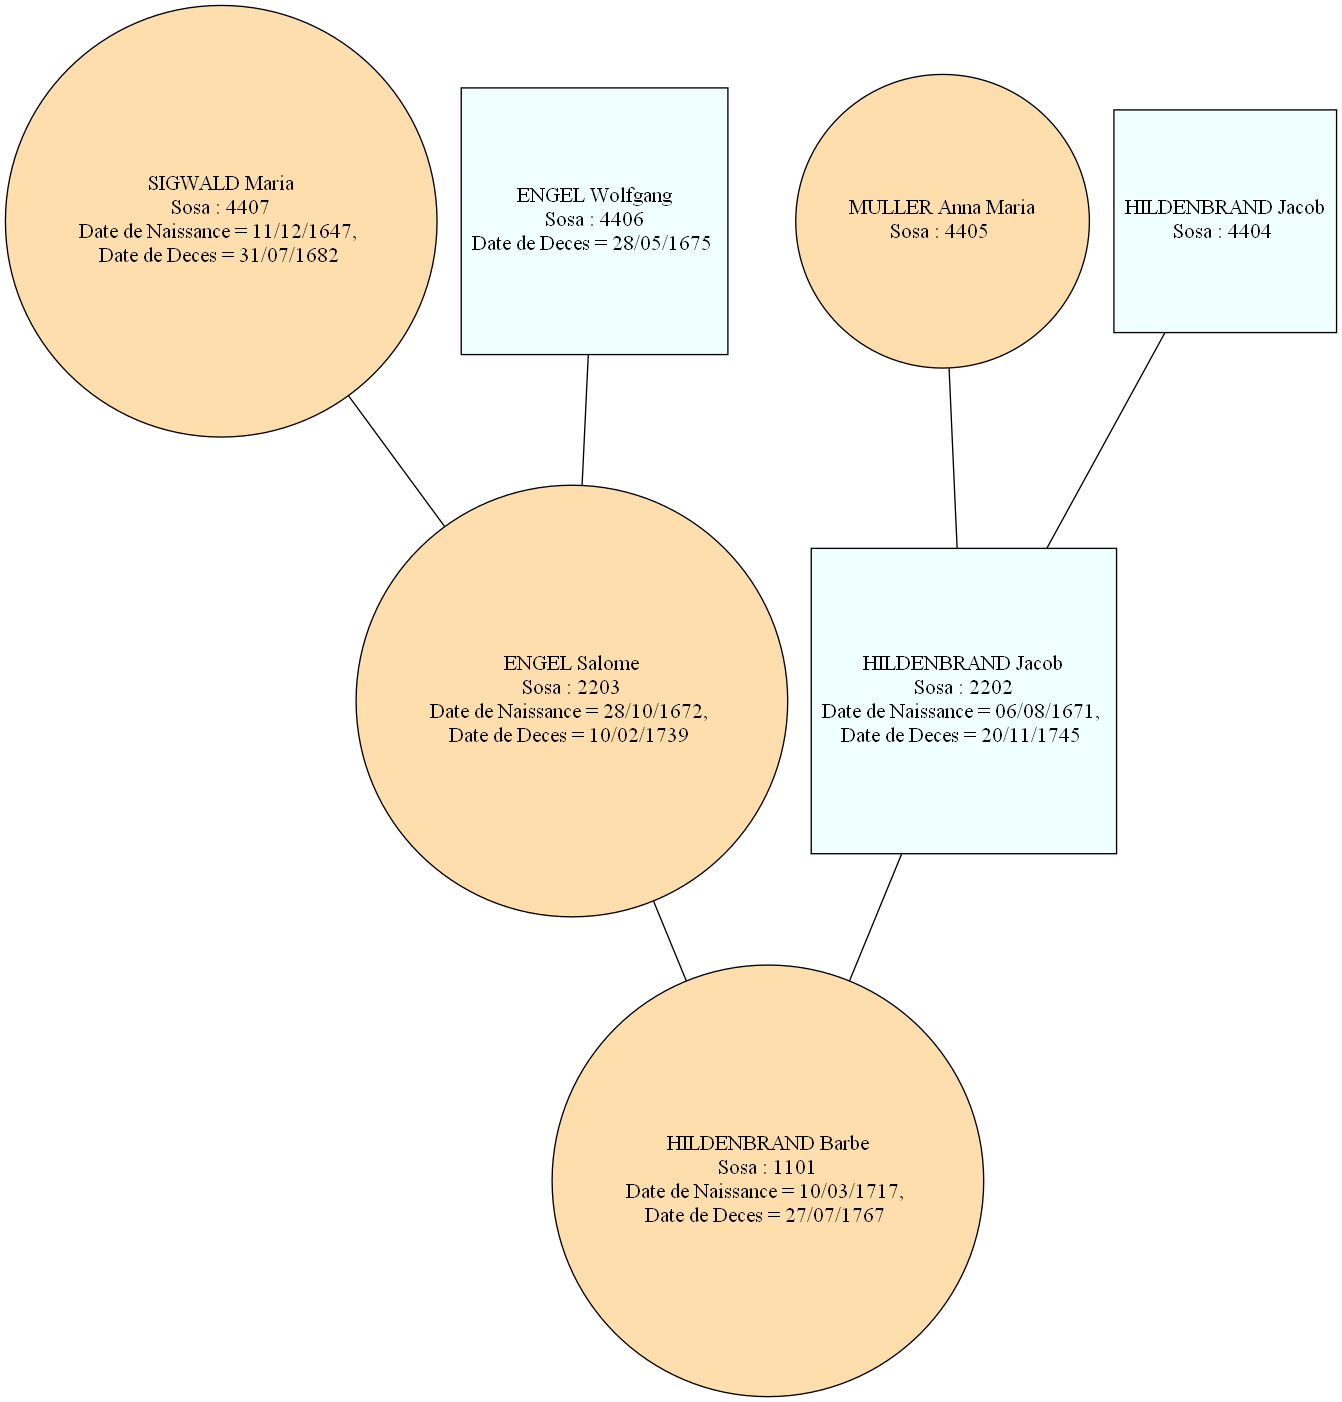 SIGWALD Maria
Sosa : 4407
Date de Naissance = 11/12/1647,
Date de Deces = 31/07/1682
ENGEL Wolfgang
Sosa : 4406
Date de Deces = 28/05/1675
MULLER Anna Maria
Sosa : 4405
HILDENBRAND Jacob
Sosa : 4404
ENGEL Salome
Sosa : 2203
Date de Naissance = 28/10/1672,
Date de Deces = 10/02/1739
HILDENBRAND Jacob
Sosa : 2202
Date de Naissance = 06/08/1671,
Date de Deces = 20/11/1745
HILDENBRAND Barbe
Sosa : 1101
Date de Naissance = 10/03/1717,
Date de Deces = 27/07/1767